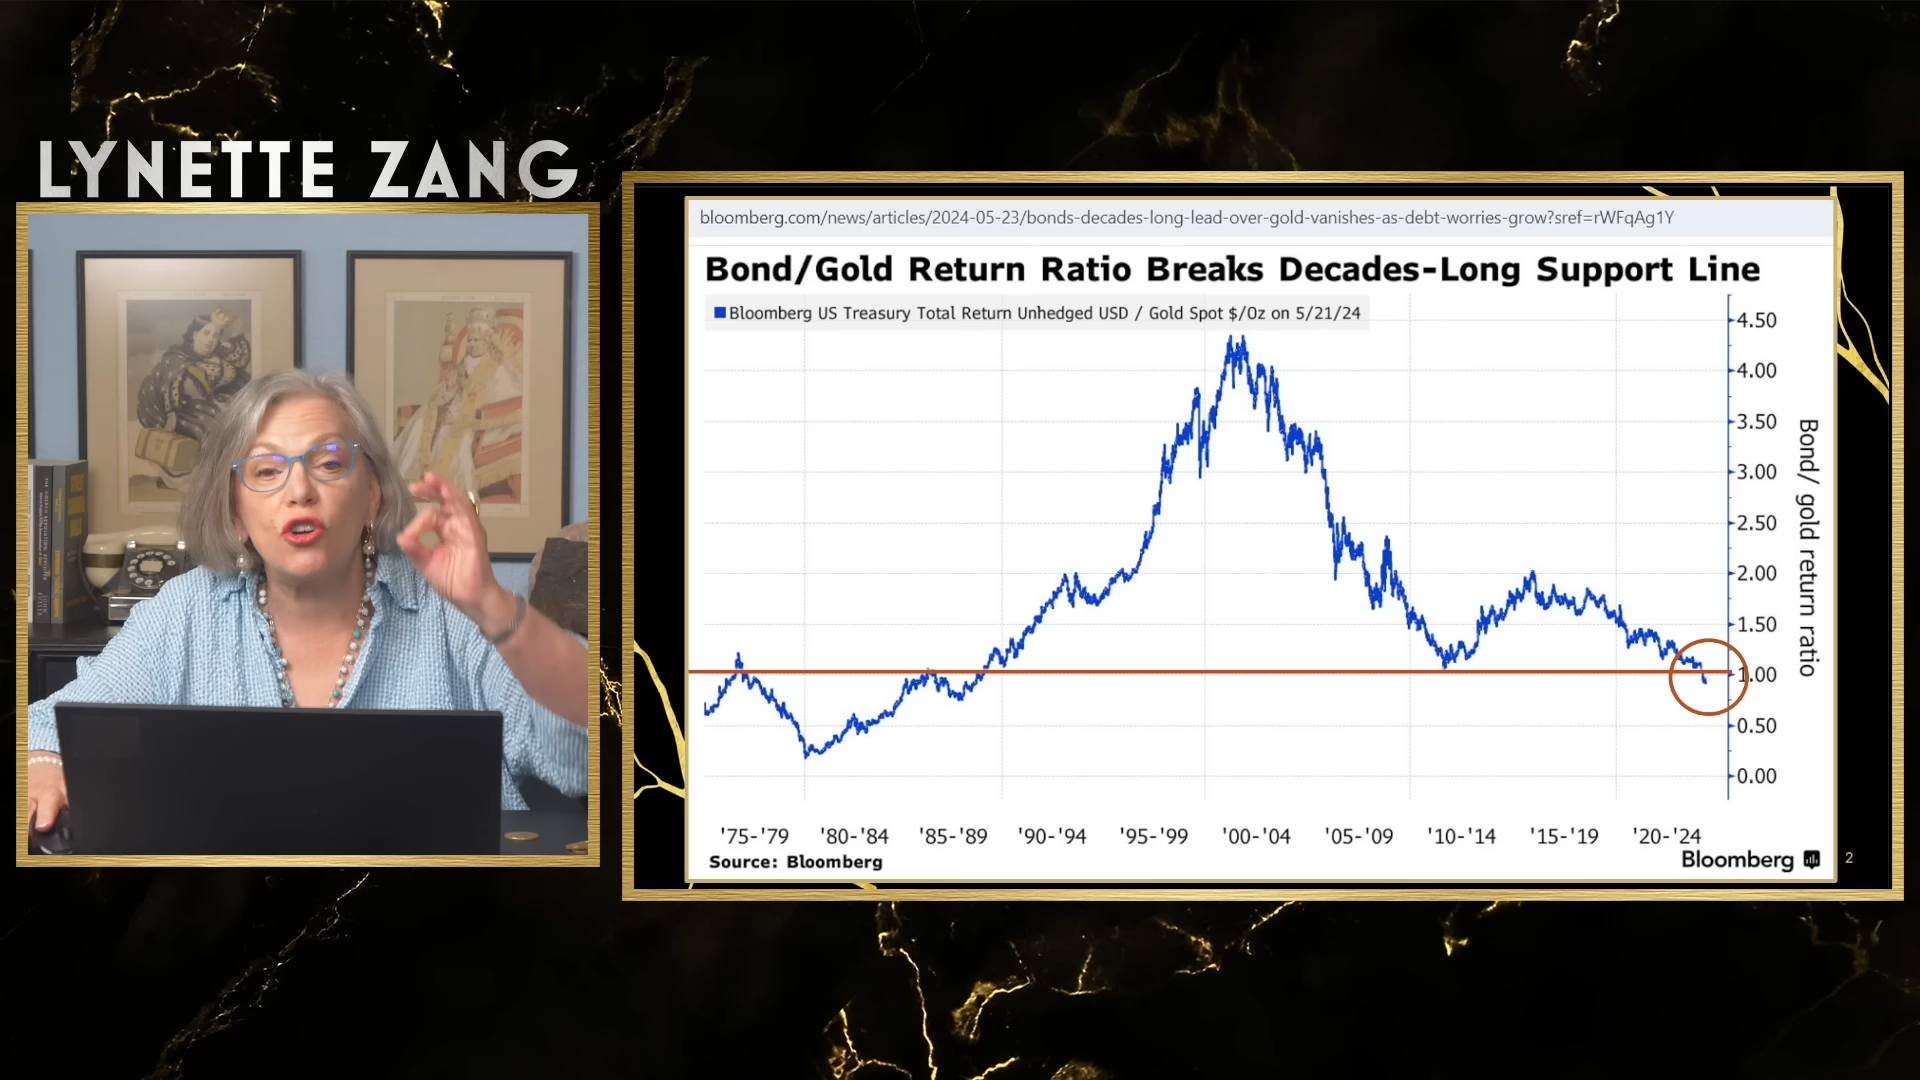 LYNETTE ZANG
bloomberg.com/news/articles/2024-05-23/bonds-decades-long-lead-over-gold-vanishes-as-debt-worries-grow?sref=rWFqAg1Y
Bond/Gold Return Ratio Breaks Decades-Long Support Line
Bloomberg US Treasury Total Return Unhedged USD / Gold Spot $/Oz on 5/21/24
4.50
4.00
3.50
3.00
2.50
2.00
1.50
1.00
0.50
0.00
Bond/ gold return ratio
'75-'79 '80-'84 '85-'89 '90-'94 '95-'99 '00-'04 '05-'09 '10-'14 '15-'19 '20-'24
Source: Bloomberg
Bloomberg
2